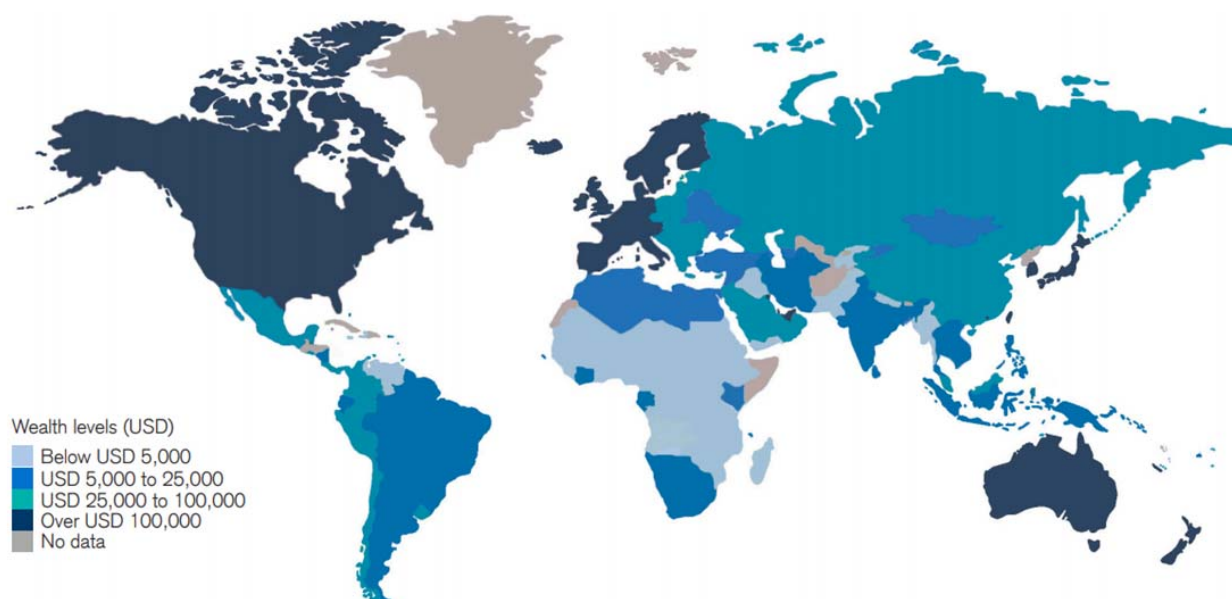 Wealth levels (USD)
Below USD 5,000
USD 5,000 to 25,000
USD 25,000 to 100,000
Over USD 100,000
No data